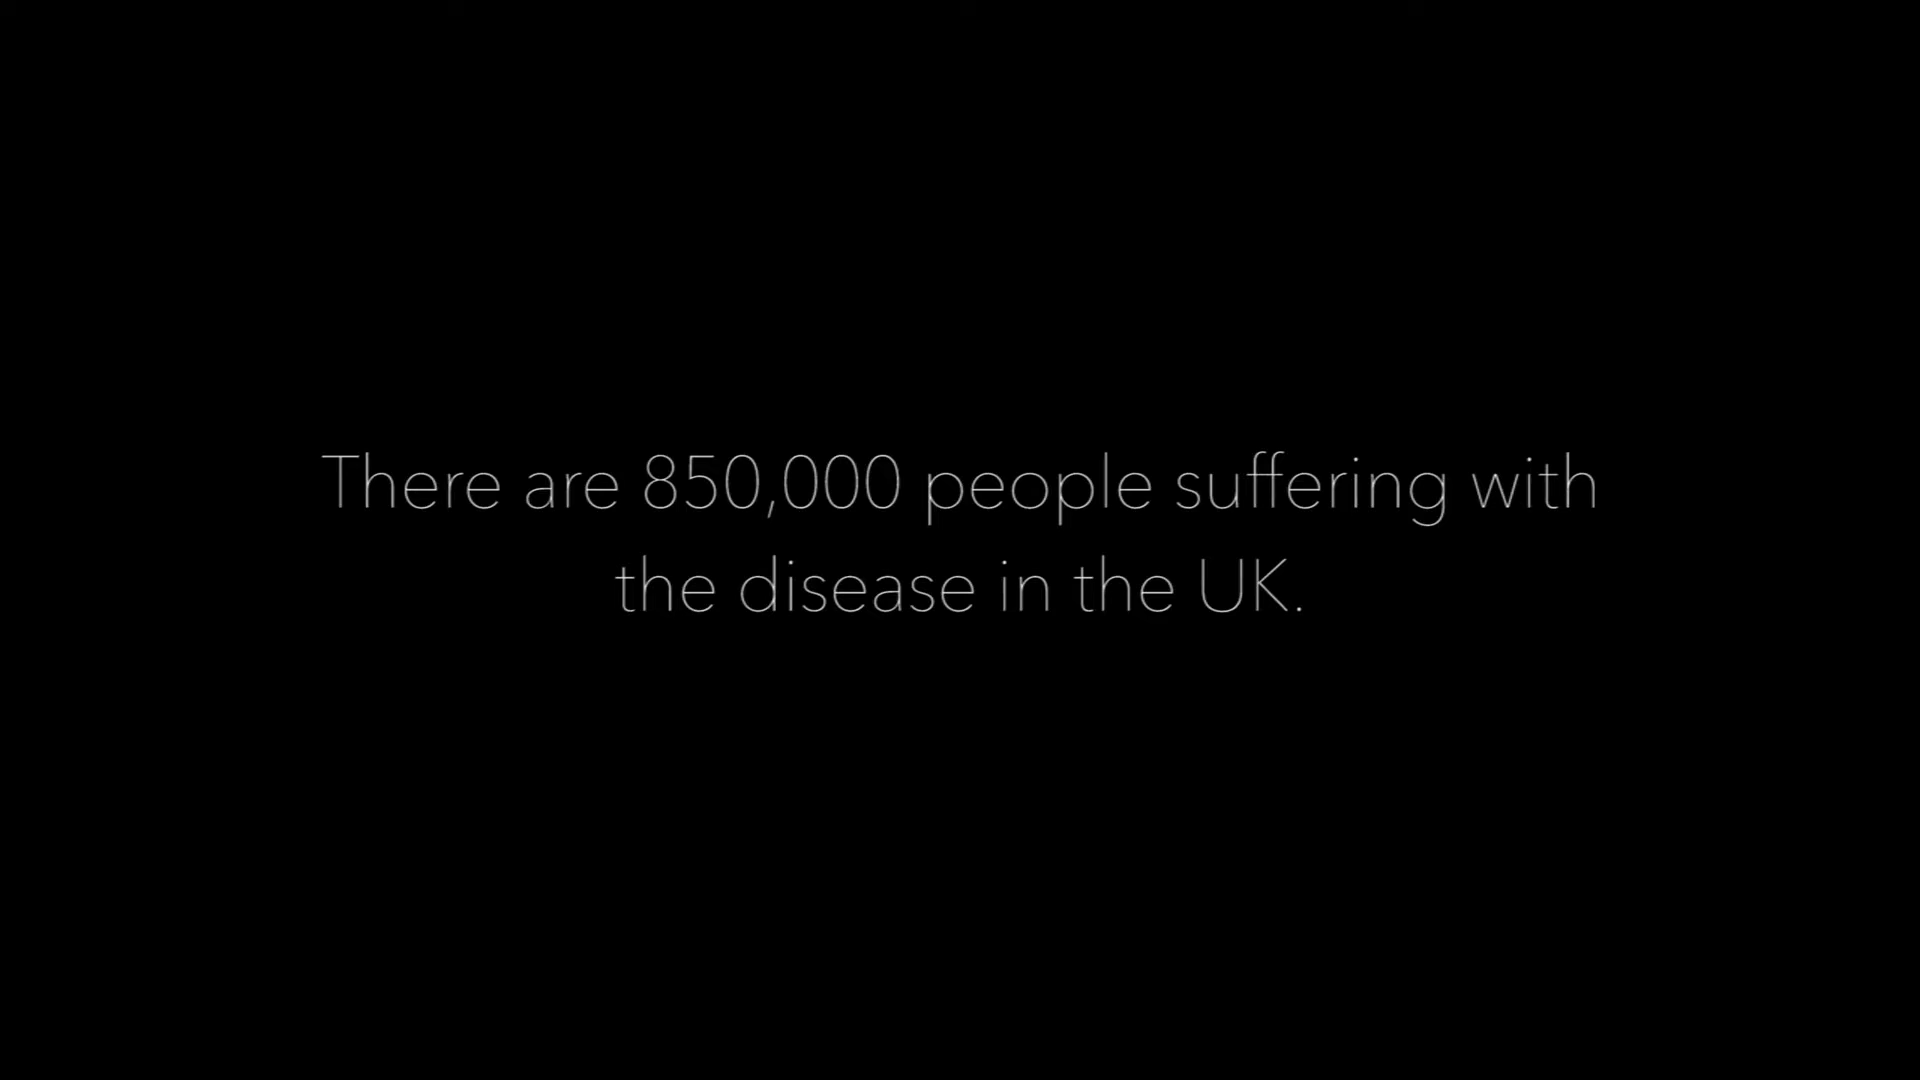 There are 850,000 people suffering with
the disease in the UK.